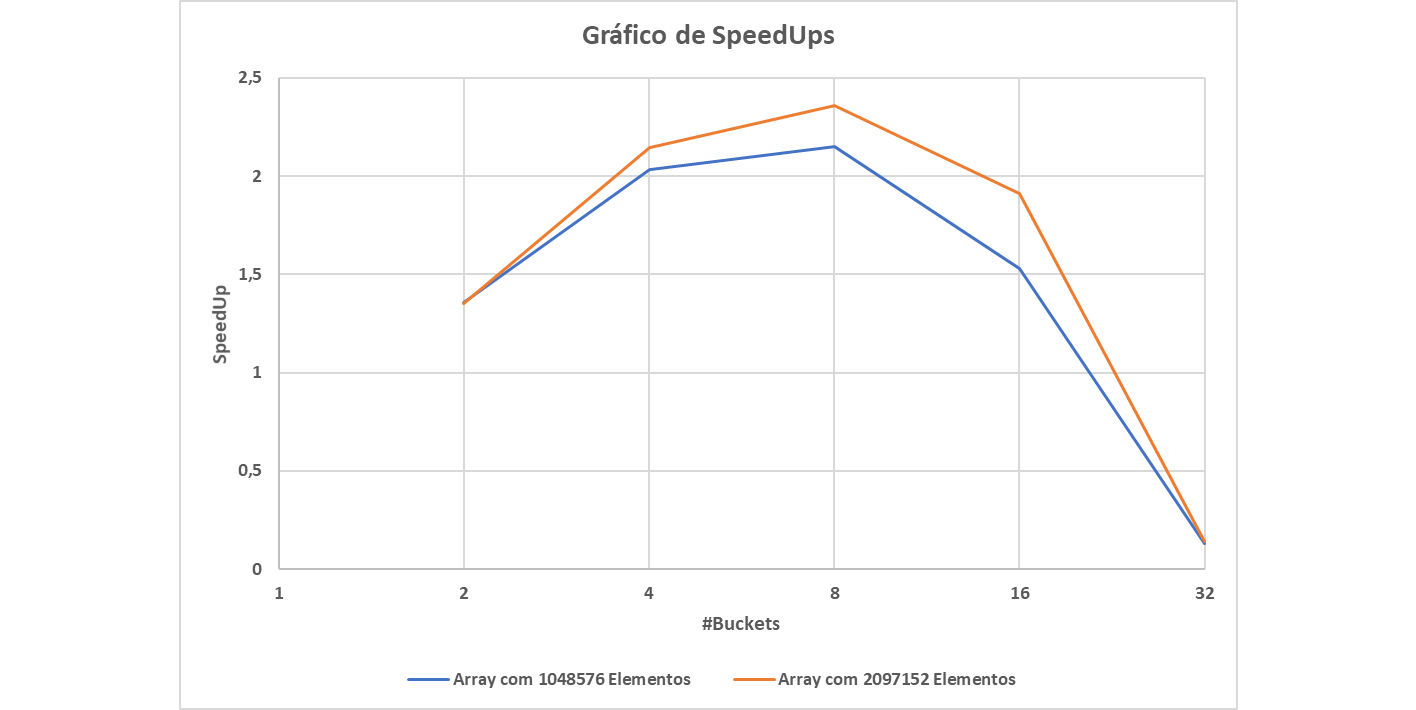 Gráfico de SpeedUps
2,5
2
1,5
1
0,5
0
SpeedUp
1 2 4 8 16 32
#Buckets
Array com 1048576 Elementos Array com 2097152 Elementos